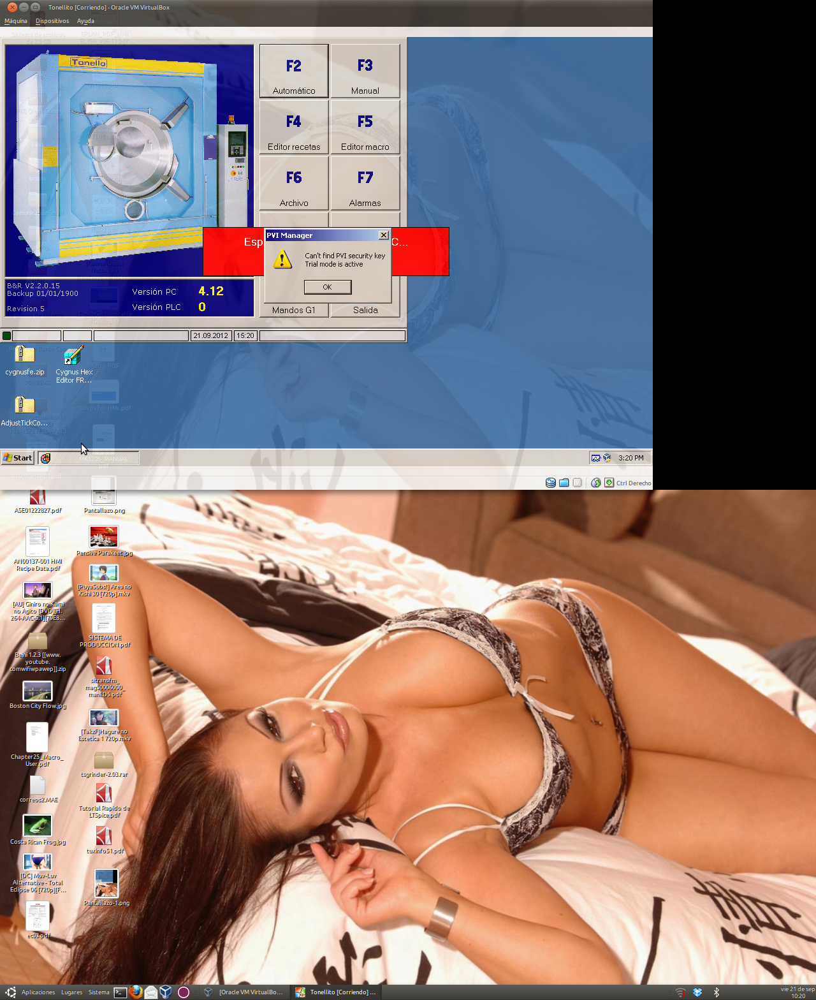 Tonellito [Corriendo] - Oracle VM VirtualBox
Máquina Dispositivos Ayuda
Tonello
F2
Automático
F3
Manual
F4
Editor recetas
F5
Editor macro
F6
Archivo
F7
Alarmas
Esp
C...
PVI Manager
Can't find PVI security key
Trial mode is active
OK
Mandos G1
Salida
B&R V2.2.0.15
Backup 01/01/1900
Revision 5
Versión PC 4.12
Versión PLC 0
21.09.2012 15:20
cygnusfe.zip
Cygnus Hex
Editor FR...
AdjustTickCo...
Start
3:20 PM
Ctrl Derecho
ASE01222827.pdf
Pantallazo.png
AN00137-001 HMI
Recipe Data.pdf
Pensive Parakeet.jpg
[AU] Giniro no Kami
no Agito [DVD][H.
264-AAC-5.1][79E8...
[PuyaSubs!] Area no
Kishi 30 [720p].mkv
Beini 1.2.3 [[www.
youtube.
comwifiwpawep]].zip
SISTEMA DE
PRODUCCION.pdf
Boston City Flow.jpg
sitransfm_
mag50006000_
manEDS.pdf
Chapter25_Macro_
User.pdf
[TakzF]Hagure no
Estetica 1 720p.mkv
correos2.MAE
tsgrinder-2.03.rar
Costa Rican Frog.jpg
Tutorial Rapido de
LTSpice.pdf
[DC] Muv-Luv
Alternative - Total
Eclipse 06 [720p][F...
tuxinfo51.pdf
ec03.pdf
Pantallazo-1.png
Aplicaciones Lugares Sistema
[Oracle VM VirtualBo...
Tonellito [Corriendo] ...
vie 21 de sep
10:20